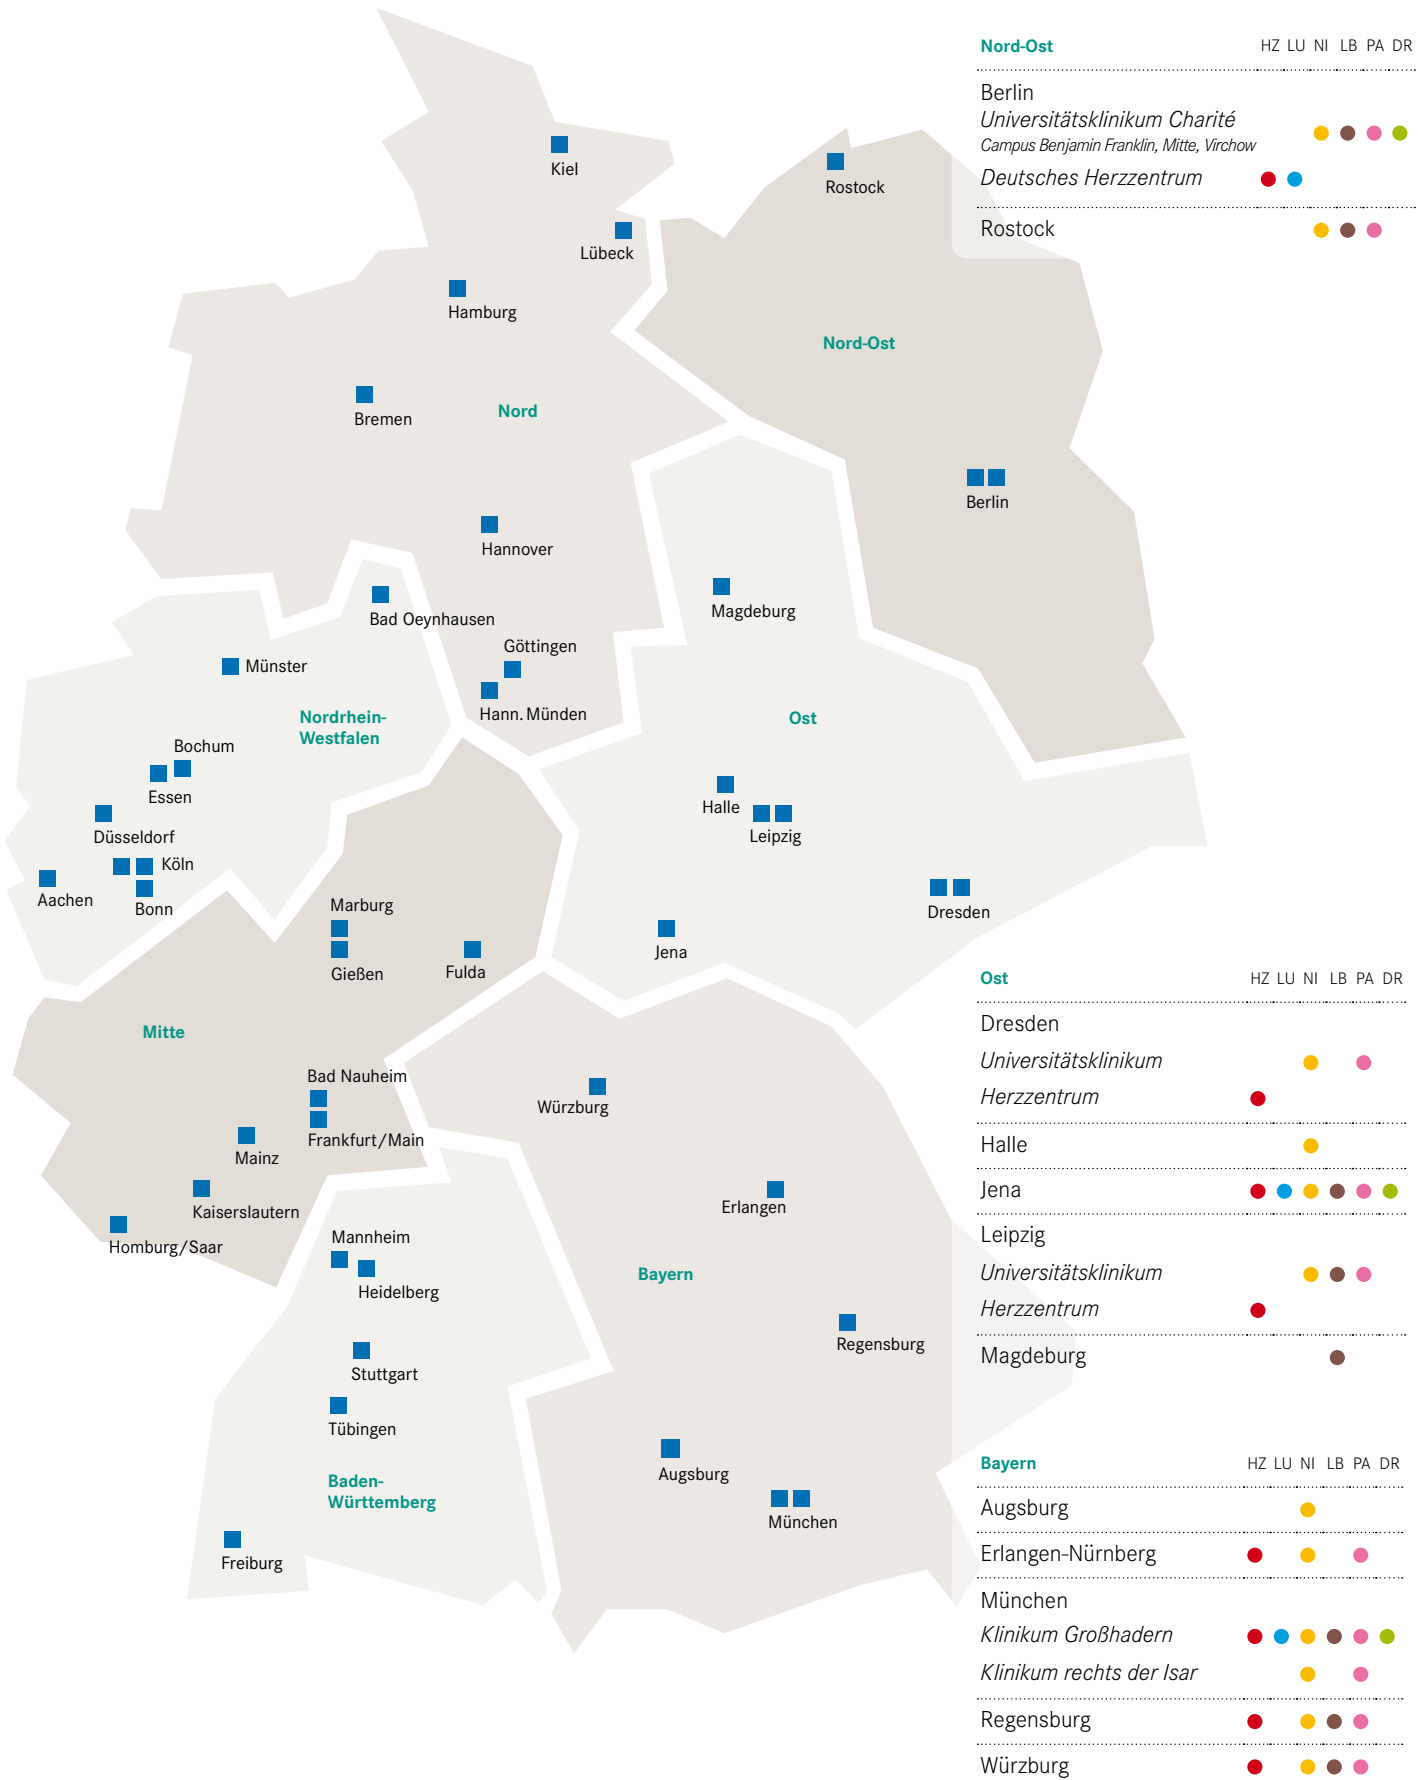 Kiel
Lübeck
Hamburg
Bremen
Nord
Hannover
Rostock
Nord-Ost
Berlin
Bad Oeynhausen
Münster
Nordrhein-
Westfalen
Bochum
Essen
Düsseldorf
Köln
Aachen
Bonn
Göttingen
Hann. Münden
Magdeburg
Ost
Halle
Leipzig
Dresden
Jena
Marburg
Gießen
Fulda
Mitte
Bad Nauheim
Frankfurt/Main
Mainz
Kaiserslautern
Homburg/Saar
Mannheim
Heidelberg
Stuttgart
Tübingen
Baden-
Württemberg
Freiburg
Würzburg
Erlangen
Bayern
Regensburg
Augsburg
München
Nord-Ost HZ LU NI LB PA DR
Berlin
Universitätsklinikum Charité
Campus Benjamin Franklin, Mitte, Virchow
Deutsches Herzzentrum
Rostock
Ost HZ LU NI LB PA DR
Dresden
Universitätsklinikum
Herzzentrum
Halle
Jena
Leipzig
Universitätsklinikum
Herzzentrum
Magdeburg
Bayern HZ LU NI LB PA DR
Augsburg
Erlangen-Nürnberg
München
Klinikum Großhadern
Klinikum rechts der Isar
Regensburg
Würzburg